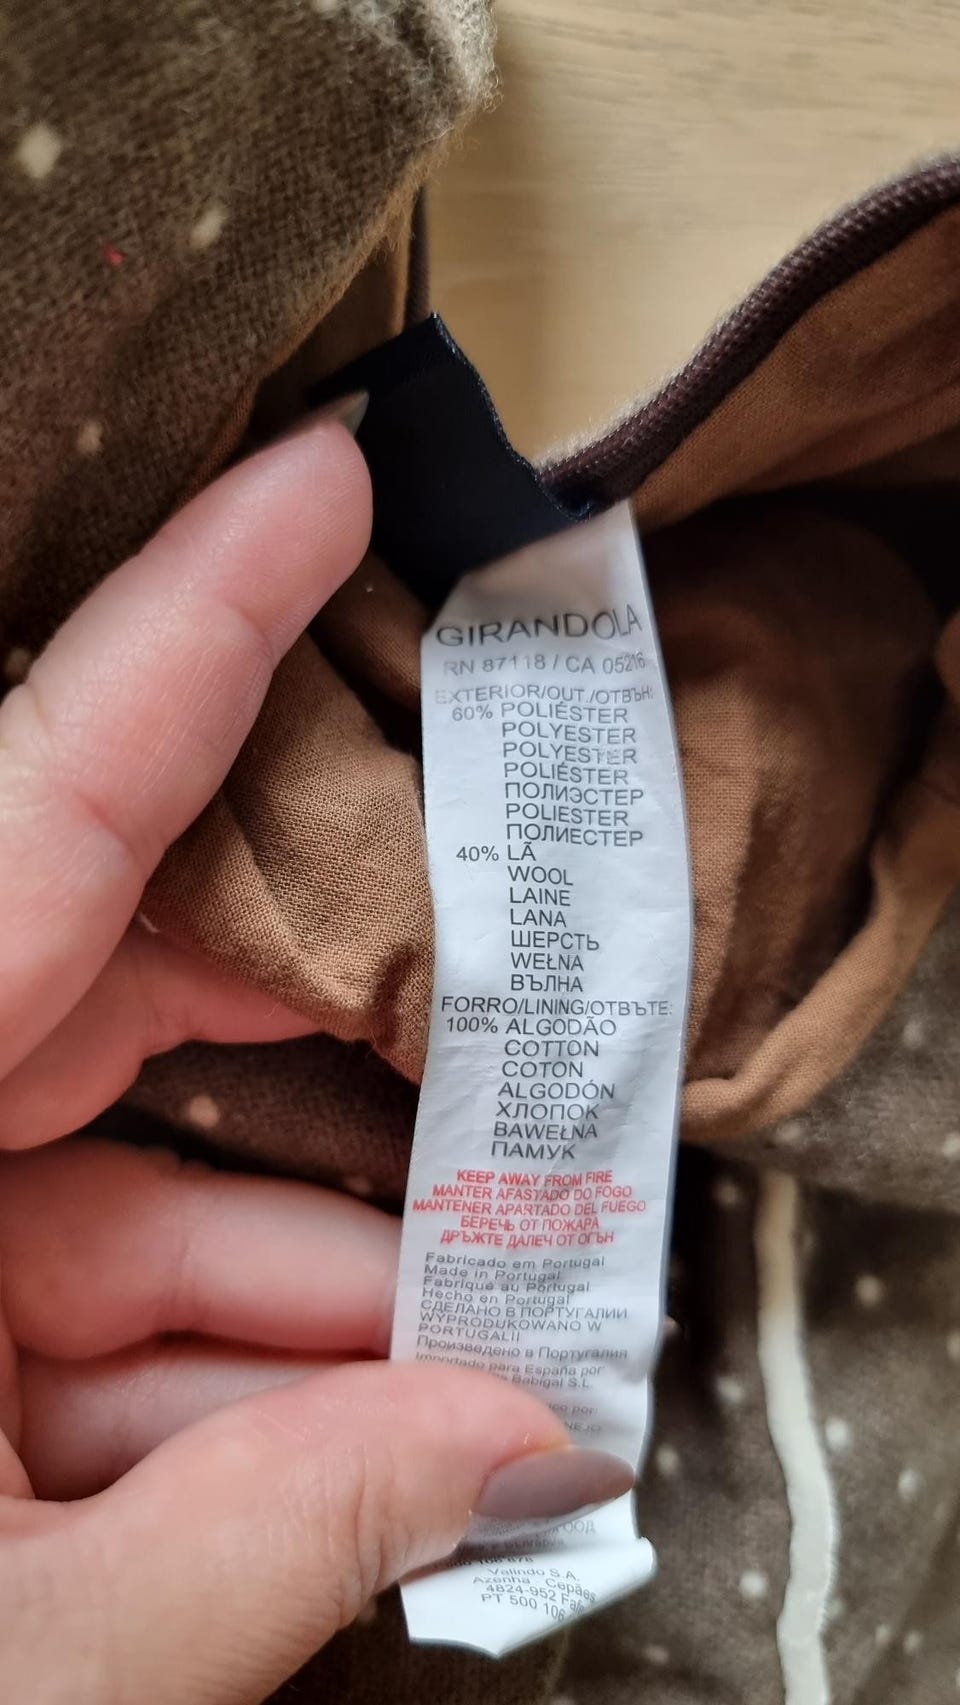 GIRANDOLA
RN 87118 / CA 05216
EXTERIOR/OUT./ОТВЪН:
60% POLIÉSTER
POLYESTER
POLYESTER
POLIÉSTER
ПОЛИЭСТЕР
POLIESTER
ПОЛИЕСТЕР
40% LÃ
WOOL
LAINE
LANA
ШЕРСТЬ
WEŁNA
ВЪЛНА
FORRO/LINING/ОТВЪТЕ:
100% ALGODÃO
COTTON
COTON
ALGODÓN
ХЛОПОК
BAWEŁNA
ПАМУК
KEEP AWAY FROM FIRE
MANTER AFASTADO DO FOGO
MANTENER APARTADO DEL FUEGO
БЕРЕЧЬ ОТ ПОЖАРА
ДРЪЖТЕ ДАЛЕЧ ОТ ОГЪН
Fabricado em Portugal
Made in Portugal
Fabriqué au Portugal
Hecho en Portugal
СДЕЛАНО В ПОРТУГАЛИИ
WYPRODUKOWANO W
PORTUGALII
Произведено в Португалия
Importado para España por
Babigal S.L.
por:
Valindo S.A.
Azenha - Cepães
4824-952
PT 500 106